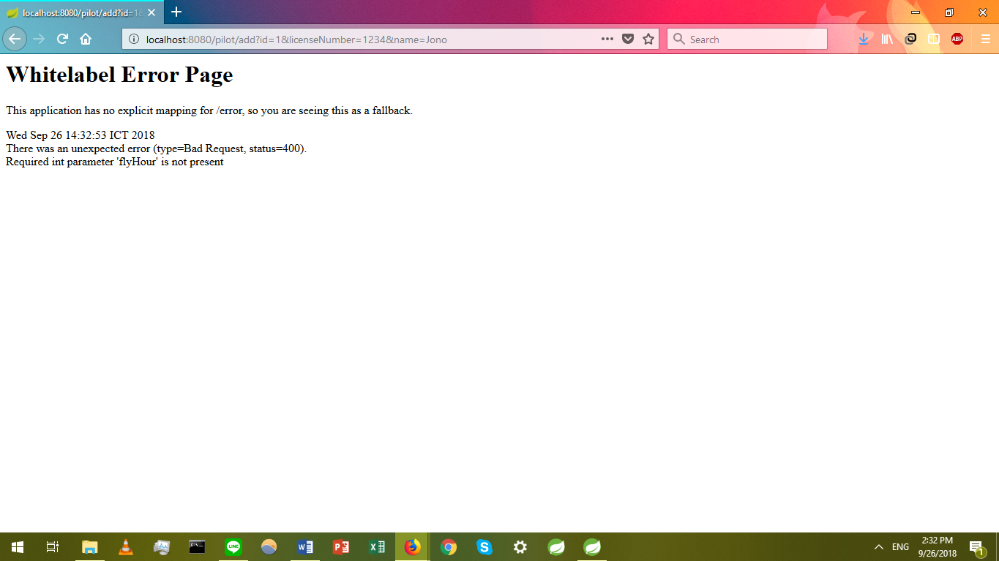 localhost:8080/pilot/add?id=1&
localhost:8080/pilot/add?id=1&licenseNumber=1234&name=Jono
Search
ABP
Whitelabel Error Page
This application has no explicit mapping for /error, so you are seeing this as a fallback.
Wed Sep 26 14:32:53 ICT 2018
There was an unexpected error (type=Bad Request, status=400).
Required int parameter 'flyHour' is not present
LINE
ENG
2:32 PM
9/26/2018
1